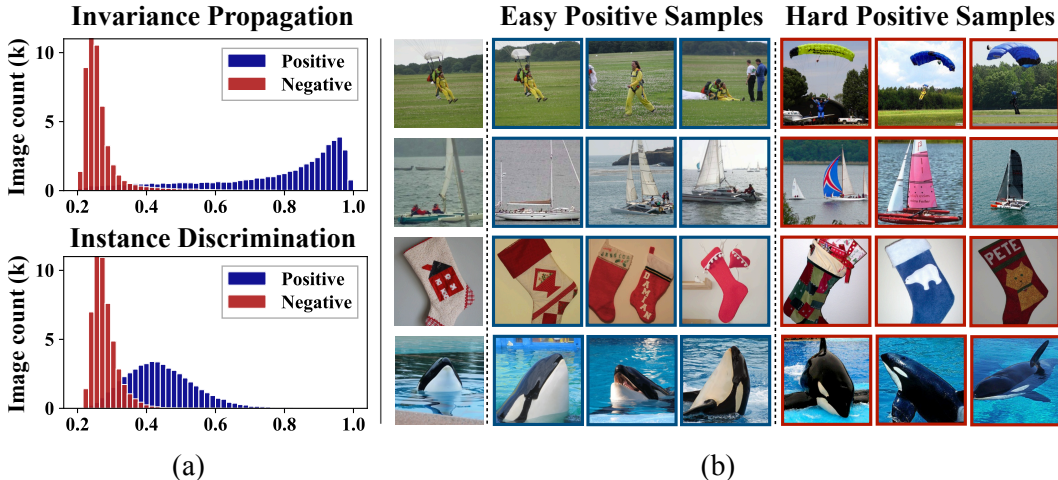 Invariance Propagation
Image count (k)
10
5
0
Positive
Negative
0.2 0.4 0.6 0.8 1.0
Instance Discrimination
Image count (k)
10
5
0
Positive
Negative
0.2 0.4 0.6 0.8 1.0
(a)
Easy Positive Samples
Hard Positive Samples
DAMIAN
PETE
(b)